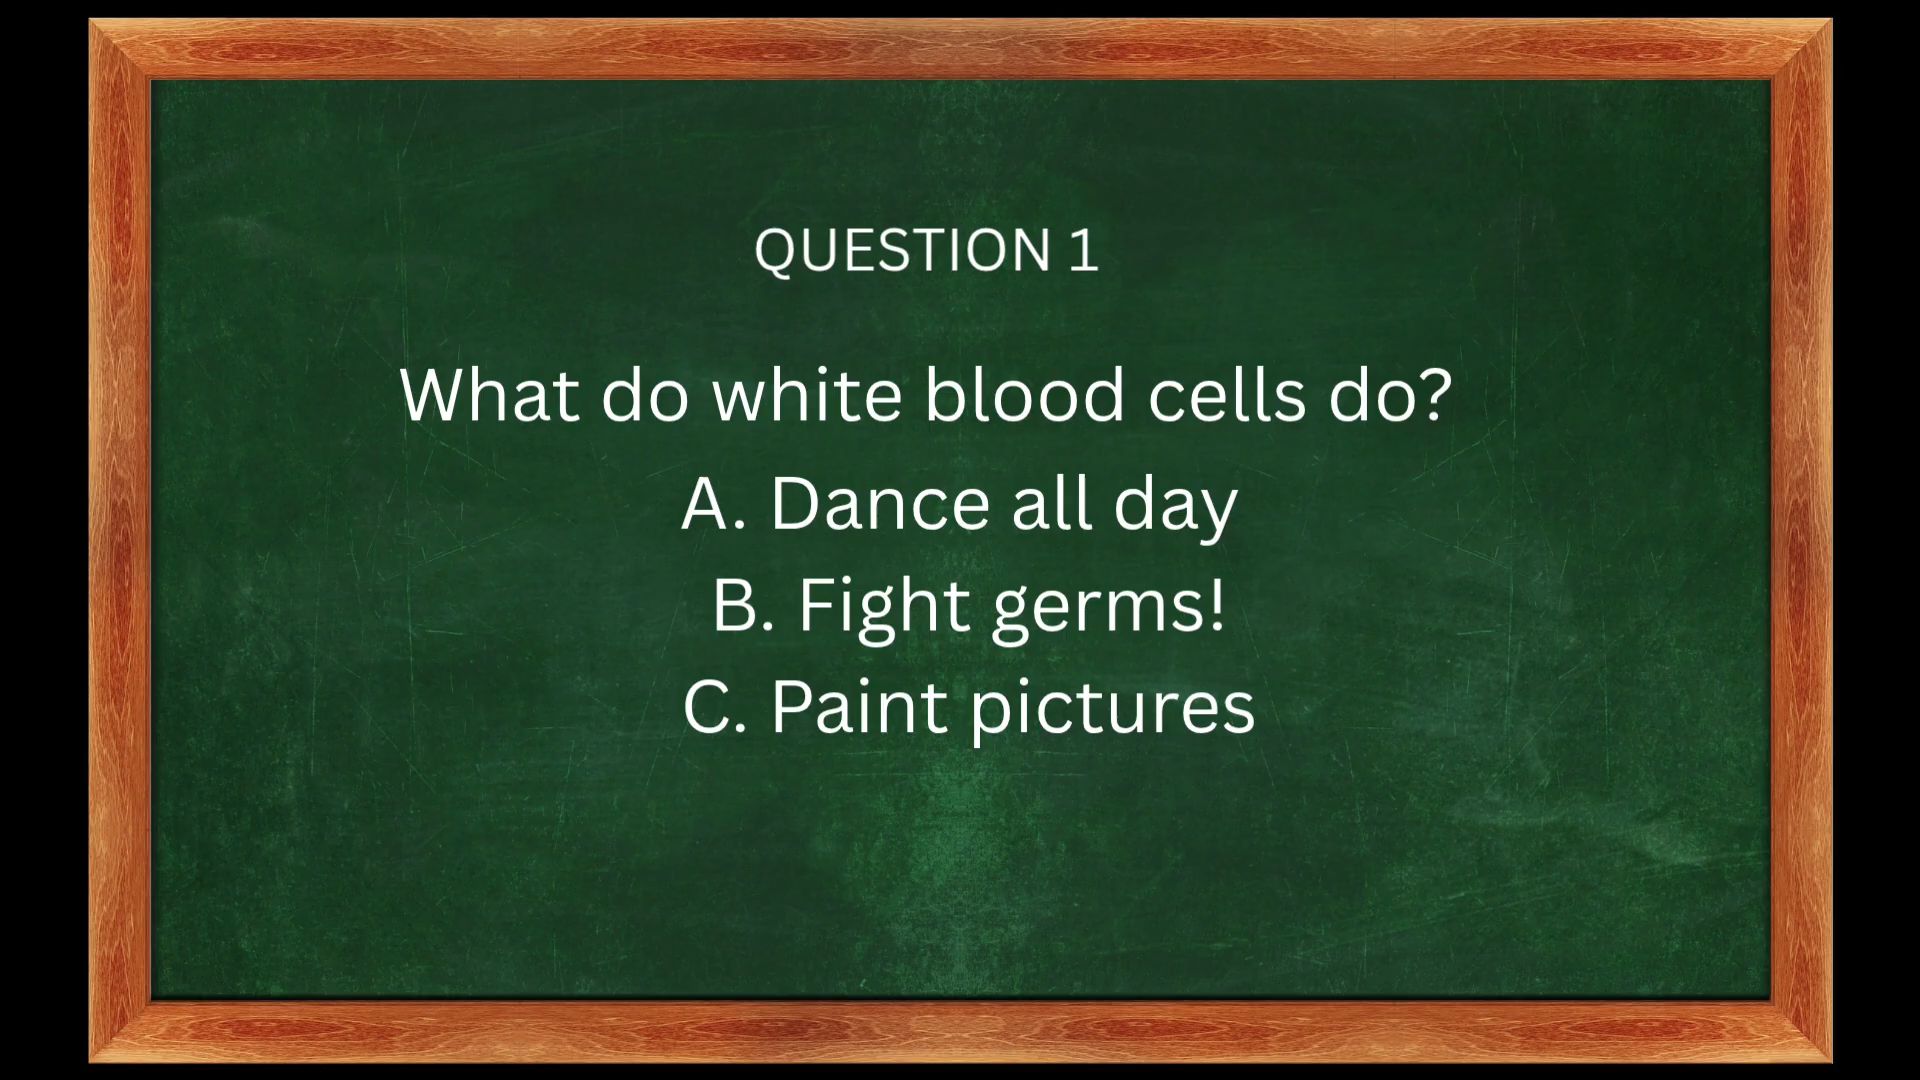 QUESTION 1
What do white blood cells do?
A. Dance all day
B. Fight germs!
C. Paint pictures